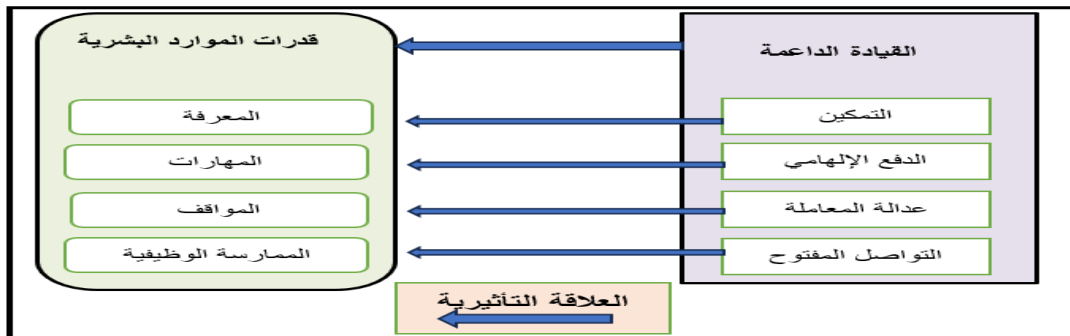 القيادة الداعمة
التمكين
الدفع الإلهامي
عدالة المعاملة
التواصل المفتوح
قدرات الموارد البشرية
المعرفة
المهارات
المواقف
الممارسة الوظيفية
العلاقة التأثيرية